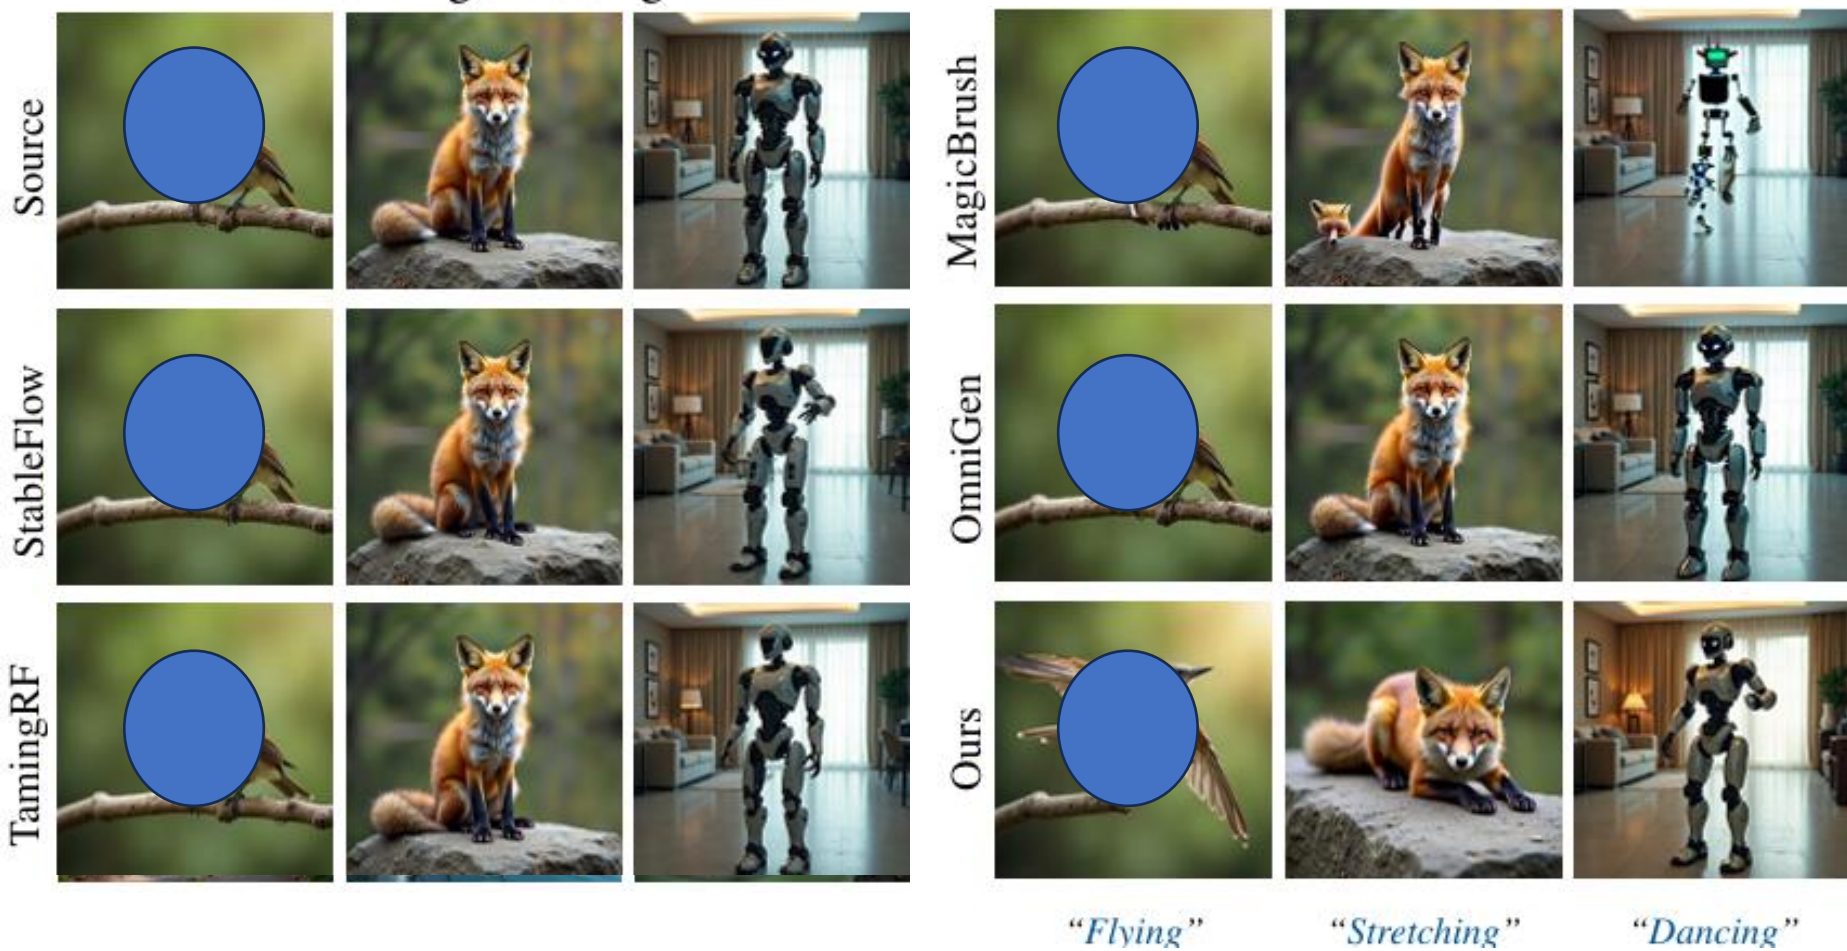 Source
StableFlow
TamingRF
MagicBrush
OmniGen
Ours
“Flying”
“Stretching”
“Dancing”